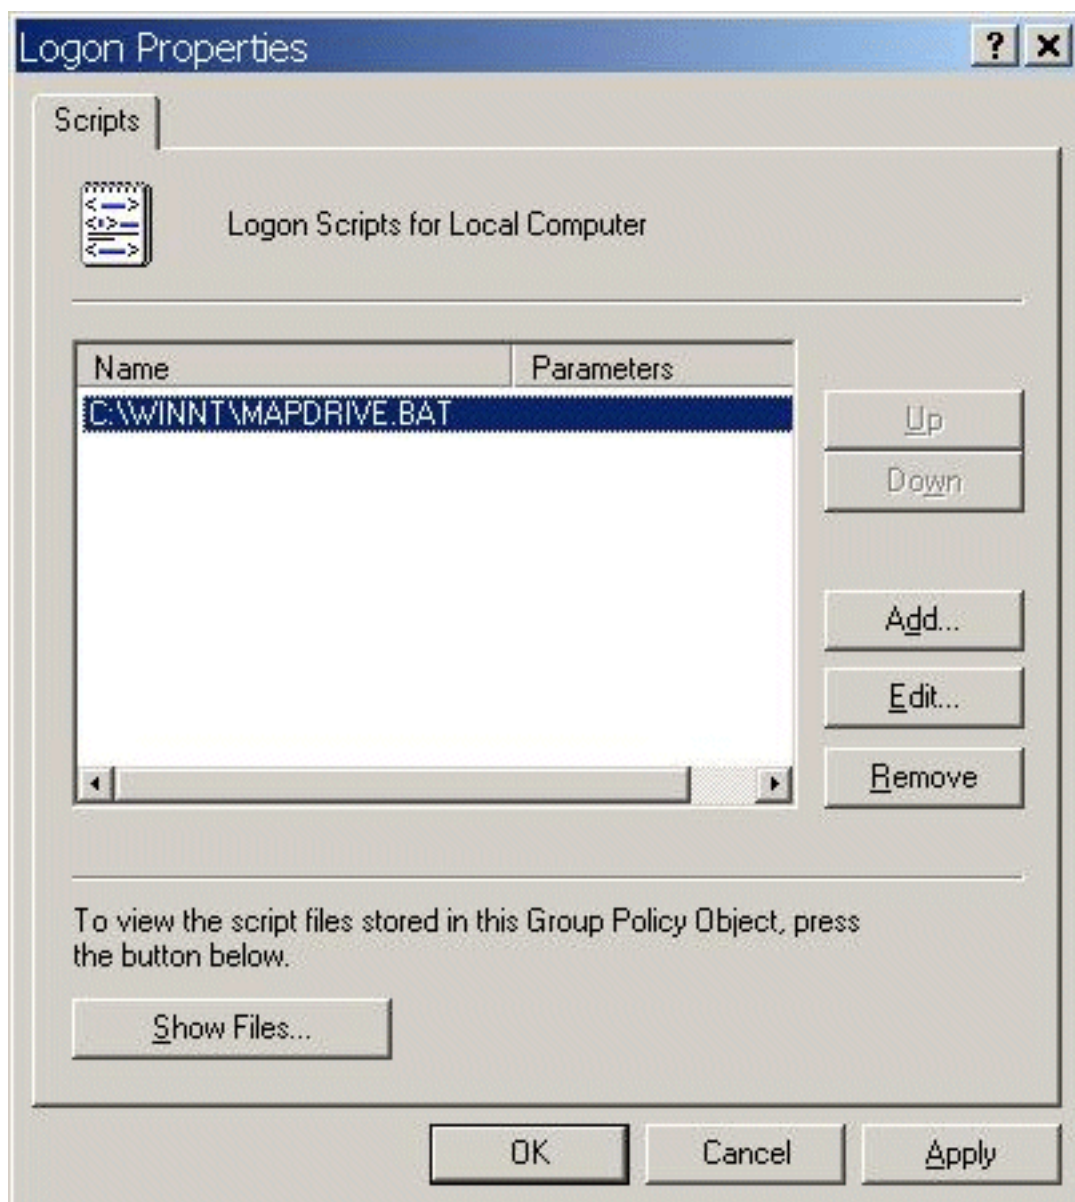 Logon Properties
Scripts
Logon Scripts for Local Computer
Name Parameters
C:\WINNT\MAPDRIVE.BAT
Up
Down
Add...
Edit...
Remove
To view the script files stored in this Group Policy Object, press
the button below.
Show Files...
OK Cancel Apply